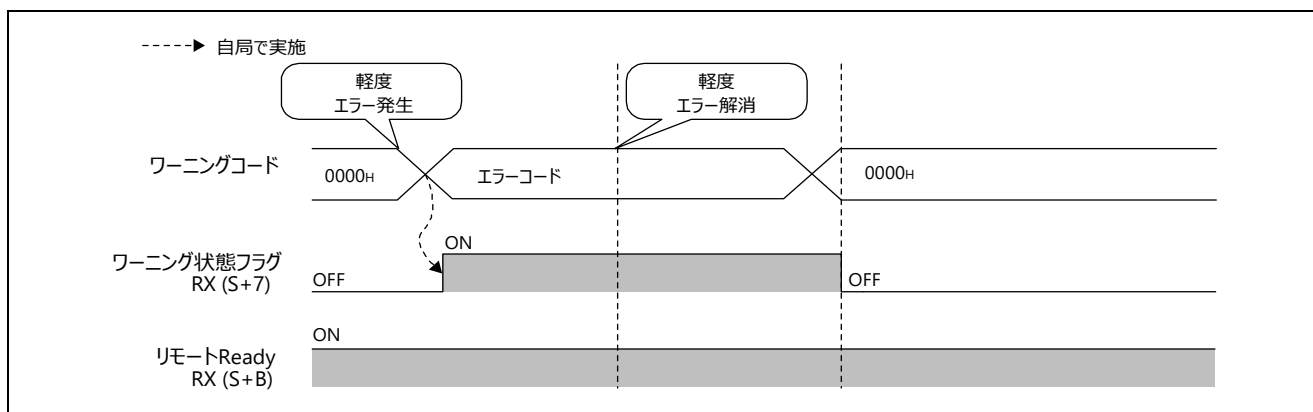 自局で実施
軽度
エラー発生
軽度
エラー解消
ワーニングコード
0000H
エラーコード
0000H
ワーニング状態フラグ
RX (S+7)
OFF
ON
OFF
リモートReady
RX (S+B)
ON